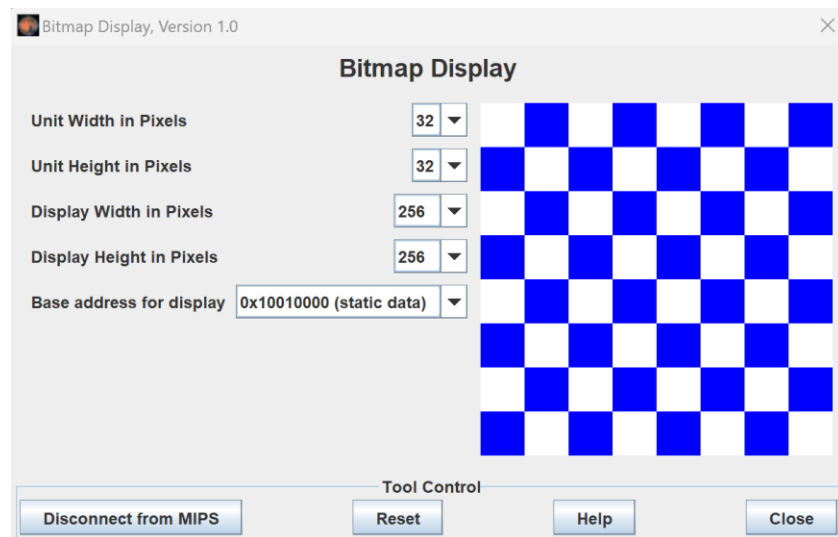 Bitmap Display, Version 1.0
Bitmap Display
Unit Width in Pixels 32
Unit Height in Pixels 32
Display Width in Pixels 256
Display Height in Pixels 256
Base address for display 0x10010000 (static data)
Tool Control
Disconnect from MIPS Reset Help Close